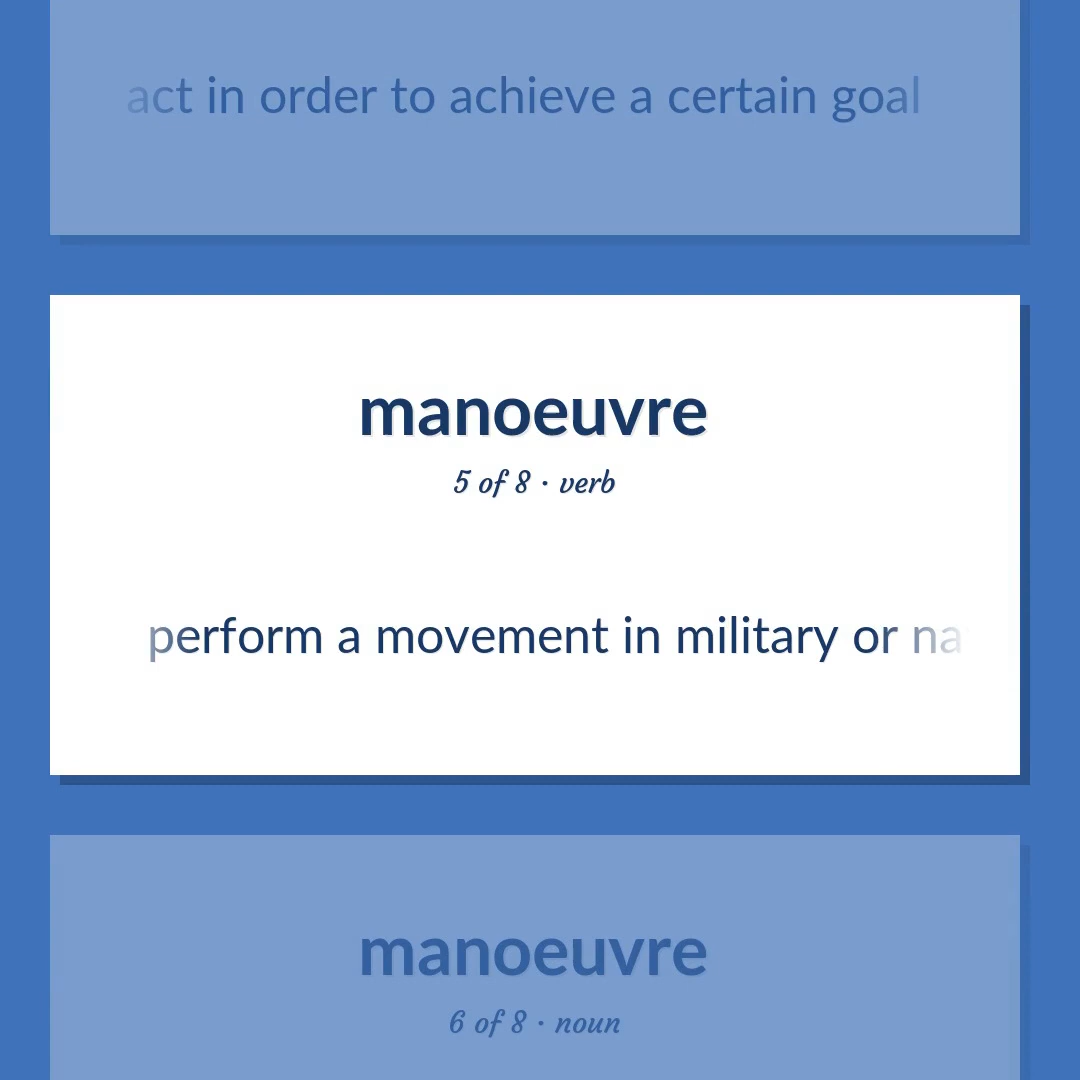 act in order to achieve a certain goal
manoeuvre
5 of 8 · verb
perform a movement in military or
manoeuvre
6 of 8 · noun